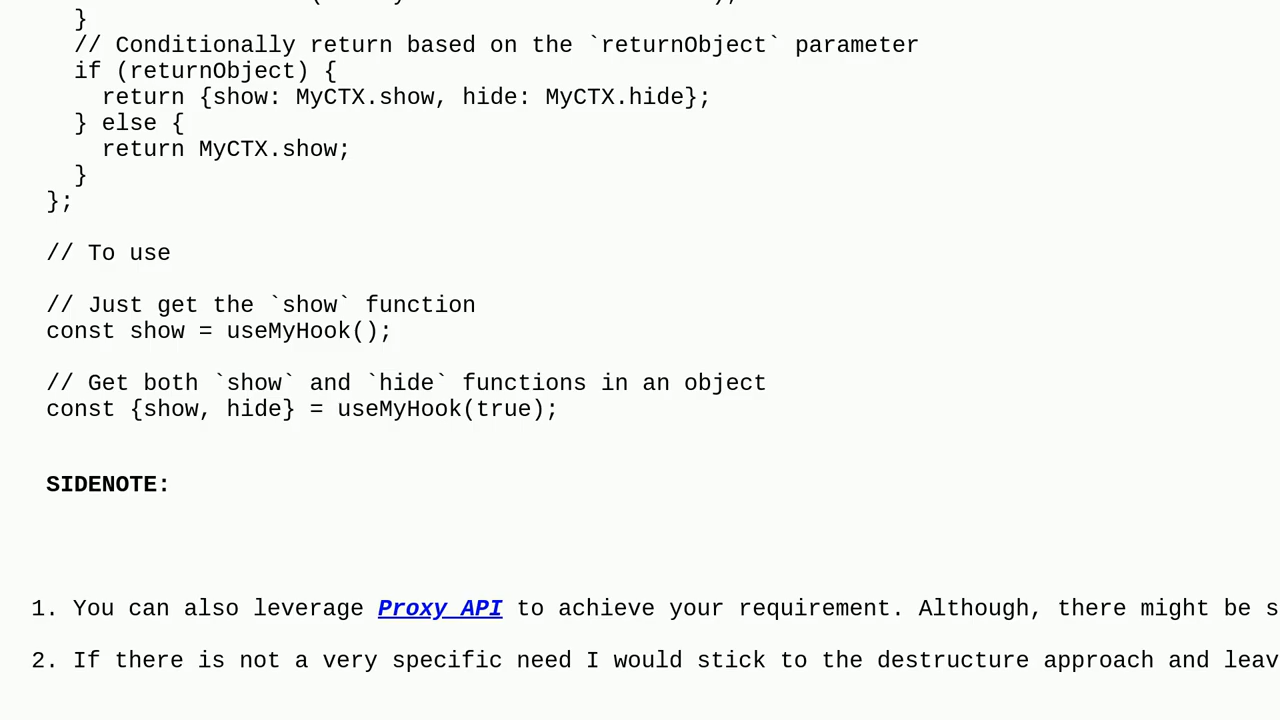 }
// Conditionally return based on the `returnObject` parameter
if (returnObject) {
return {show: MyCTX.show, hide: MyCTX.hide};
} else {
return MyCTX.show;
}
};
// To use
// Just get the `show` function
const show = useMyHook();
// Get both `show` and `hide` functions in an object
const {show, hide} = useMyHook(true);
SIDENOTE:
1. You can also leverage Proxy API to achieve your requirement. Although, there might be
2. If there is not a very specific need I would stick to the destructure approach and